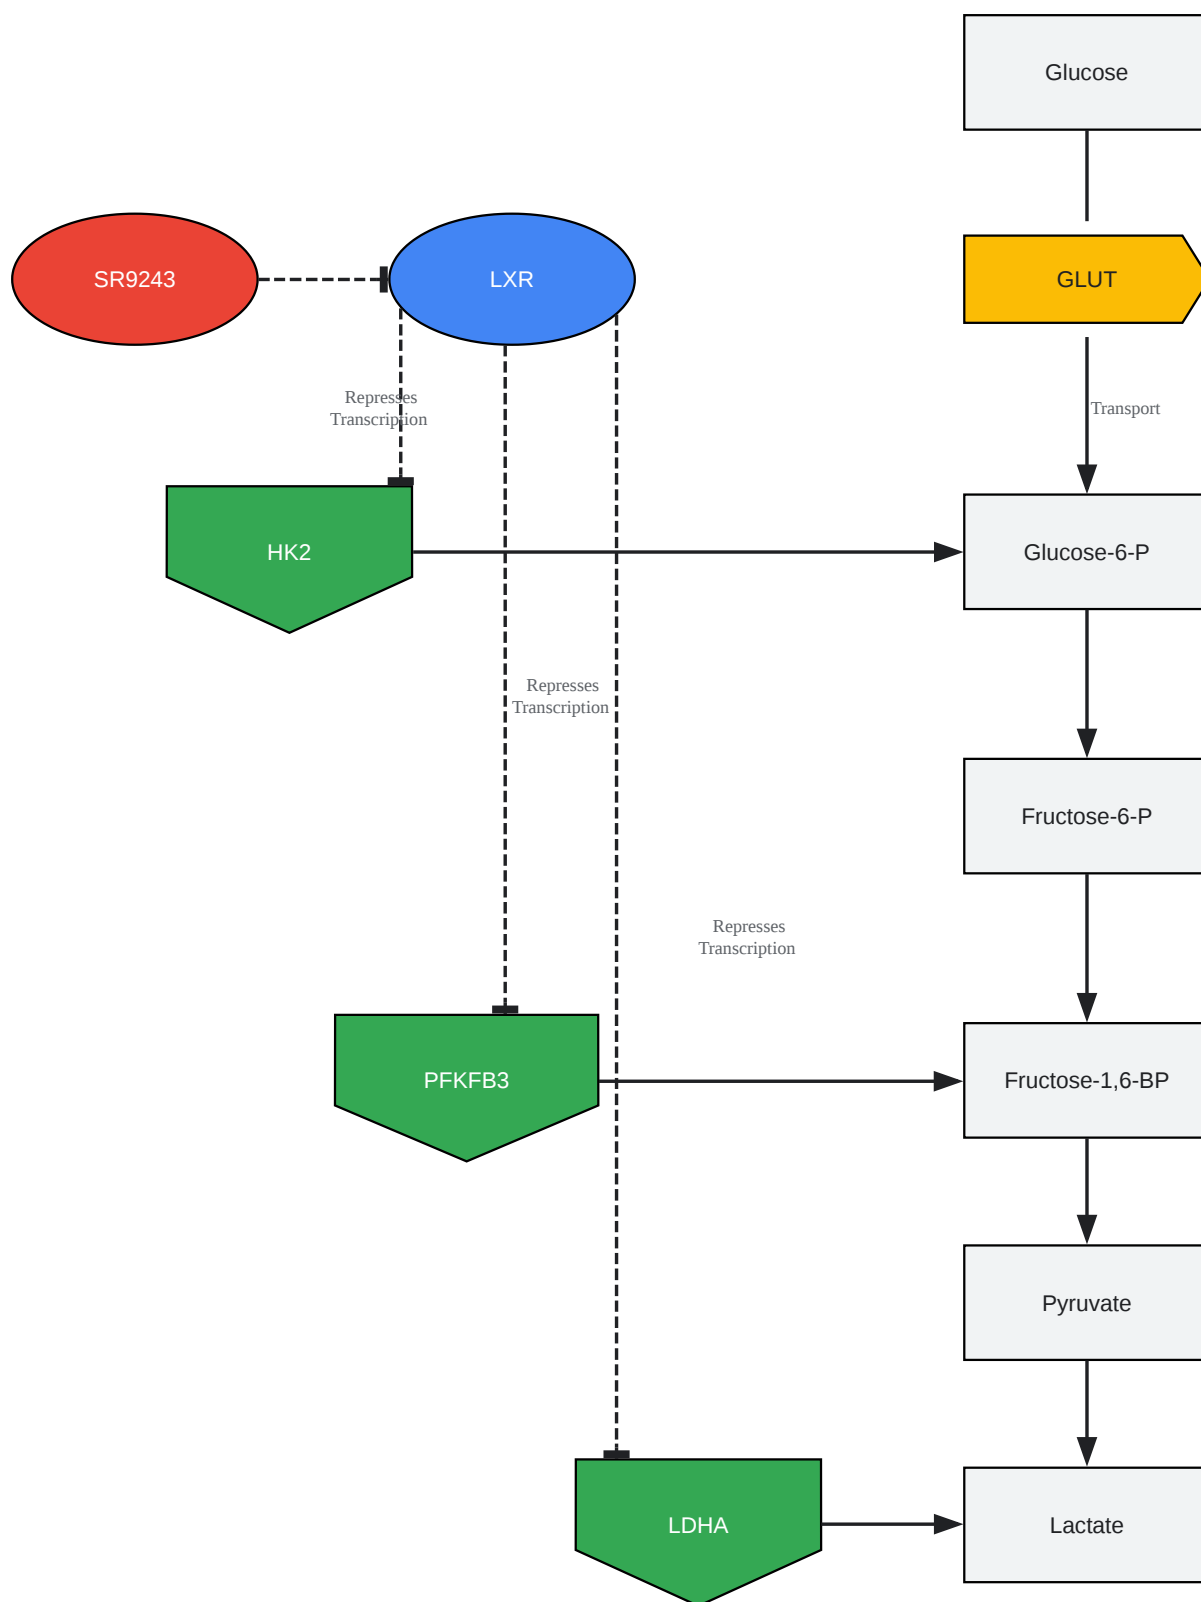 Glucose
SR9243
LXR
GLUT
Represses
Transcription
Transport
HK2
Glucose-6-P
Represses
Transcription
Fructose-6-P
Represses
Transcription
PFKFB3
Fructose-1,6-BP
Pyruvate
LDHA
Lactate